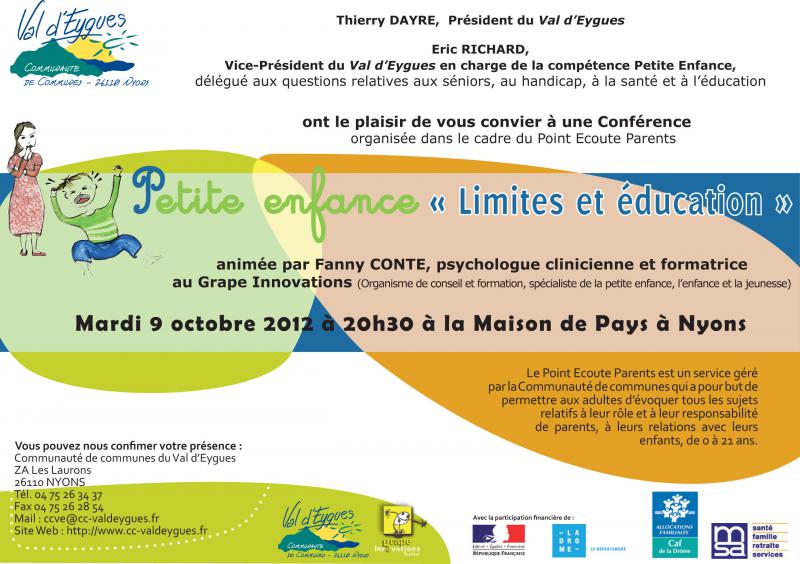 Val d'Eygues
COMMUNAUTE
DE COMMUNES - 26110 NYONS
Thierry DAYRE, Président du Val d'Eygues
Eric RICHARD,
Vice-Président du Val d'Eygues en charge de la compétence Petite Enfance,
délégué aux questions relatives aux séniors, au handicap, à la santé et à l'éducation
ont le plaisir de vous convier à une Conférence
organisée dans le cadre du Point Ecoute Parents
Petite enfance « Limites et éducation »
animée par Fanny CONTE, psychologue clinicienne et formatrice
au Grape Innovations (Organisme de conseil et formation, spécialiste de la petite enfance, l'enfance et la jeunesse)
Mardi 9 octobre 2012 à 20h30 à la Maison de Pays à Nyons
Le Point Ecoute Parents est un service géré
par la Communauté de communes qui a pour but de
permettre aux adultes d'évoquer tous les sujets
relatifs à leur rôle et à leur responsabilité
de parents, à leurs relations avec leurs
enfants, de 0 à 21 ans.
Vous pouvez nous confimer votre présence :
Communauté de communes du Val d'Eygues
ZA Les Laurons
26110 NYONS
Tél. 04 75 26 34 37
Fax 04 75 26 28 54
Mail : ccve@cc-valdeygues.fr
Site Web : http://www.cc-valdeygues.fr
Val d'Eygues
COMMUNAUTE
DE COMMUNES - 26110 NYONS
grape
Innovations
Avec la participation financière de :
Liberté • Égalité • Fraternité
RÉPUBLIQUE FRANÇAISE
– L A
D R Ô
M E –
LE DÉPARTEMENT
ALLOCATIONS
FAMILIALES
Caf
de la Drôme
msa
santé
famille
retraite
services